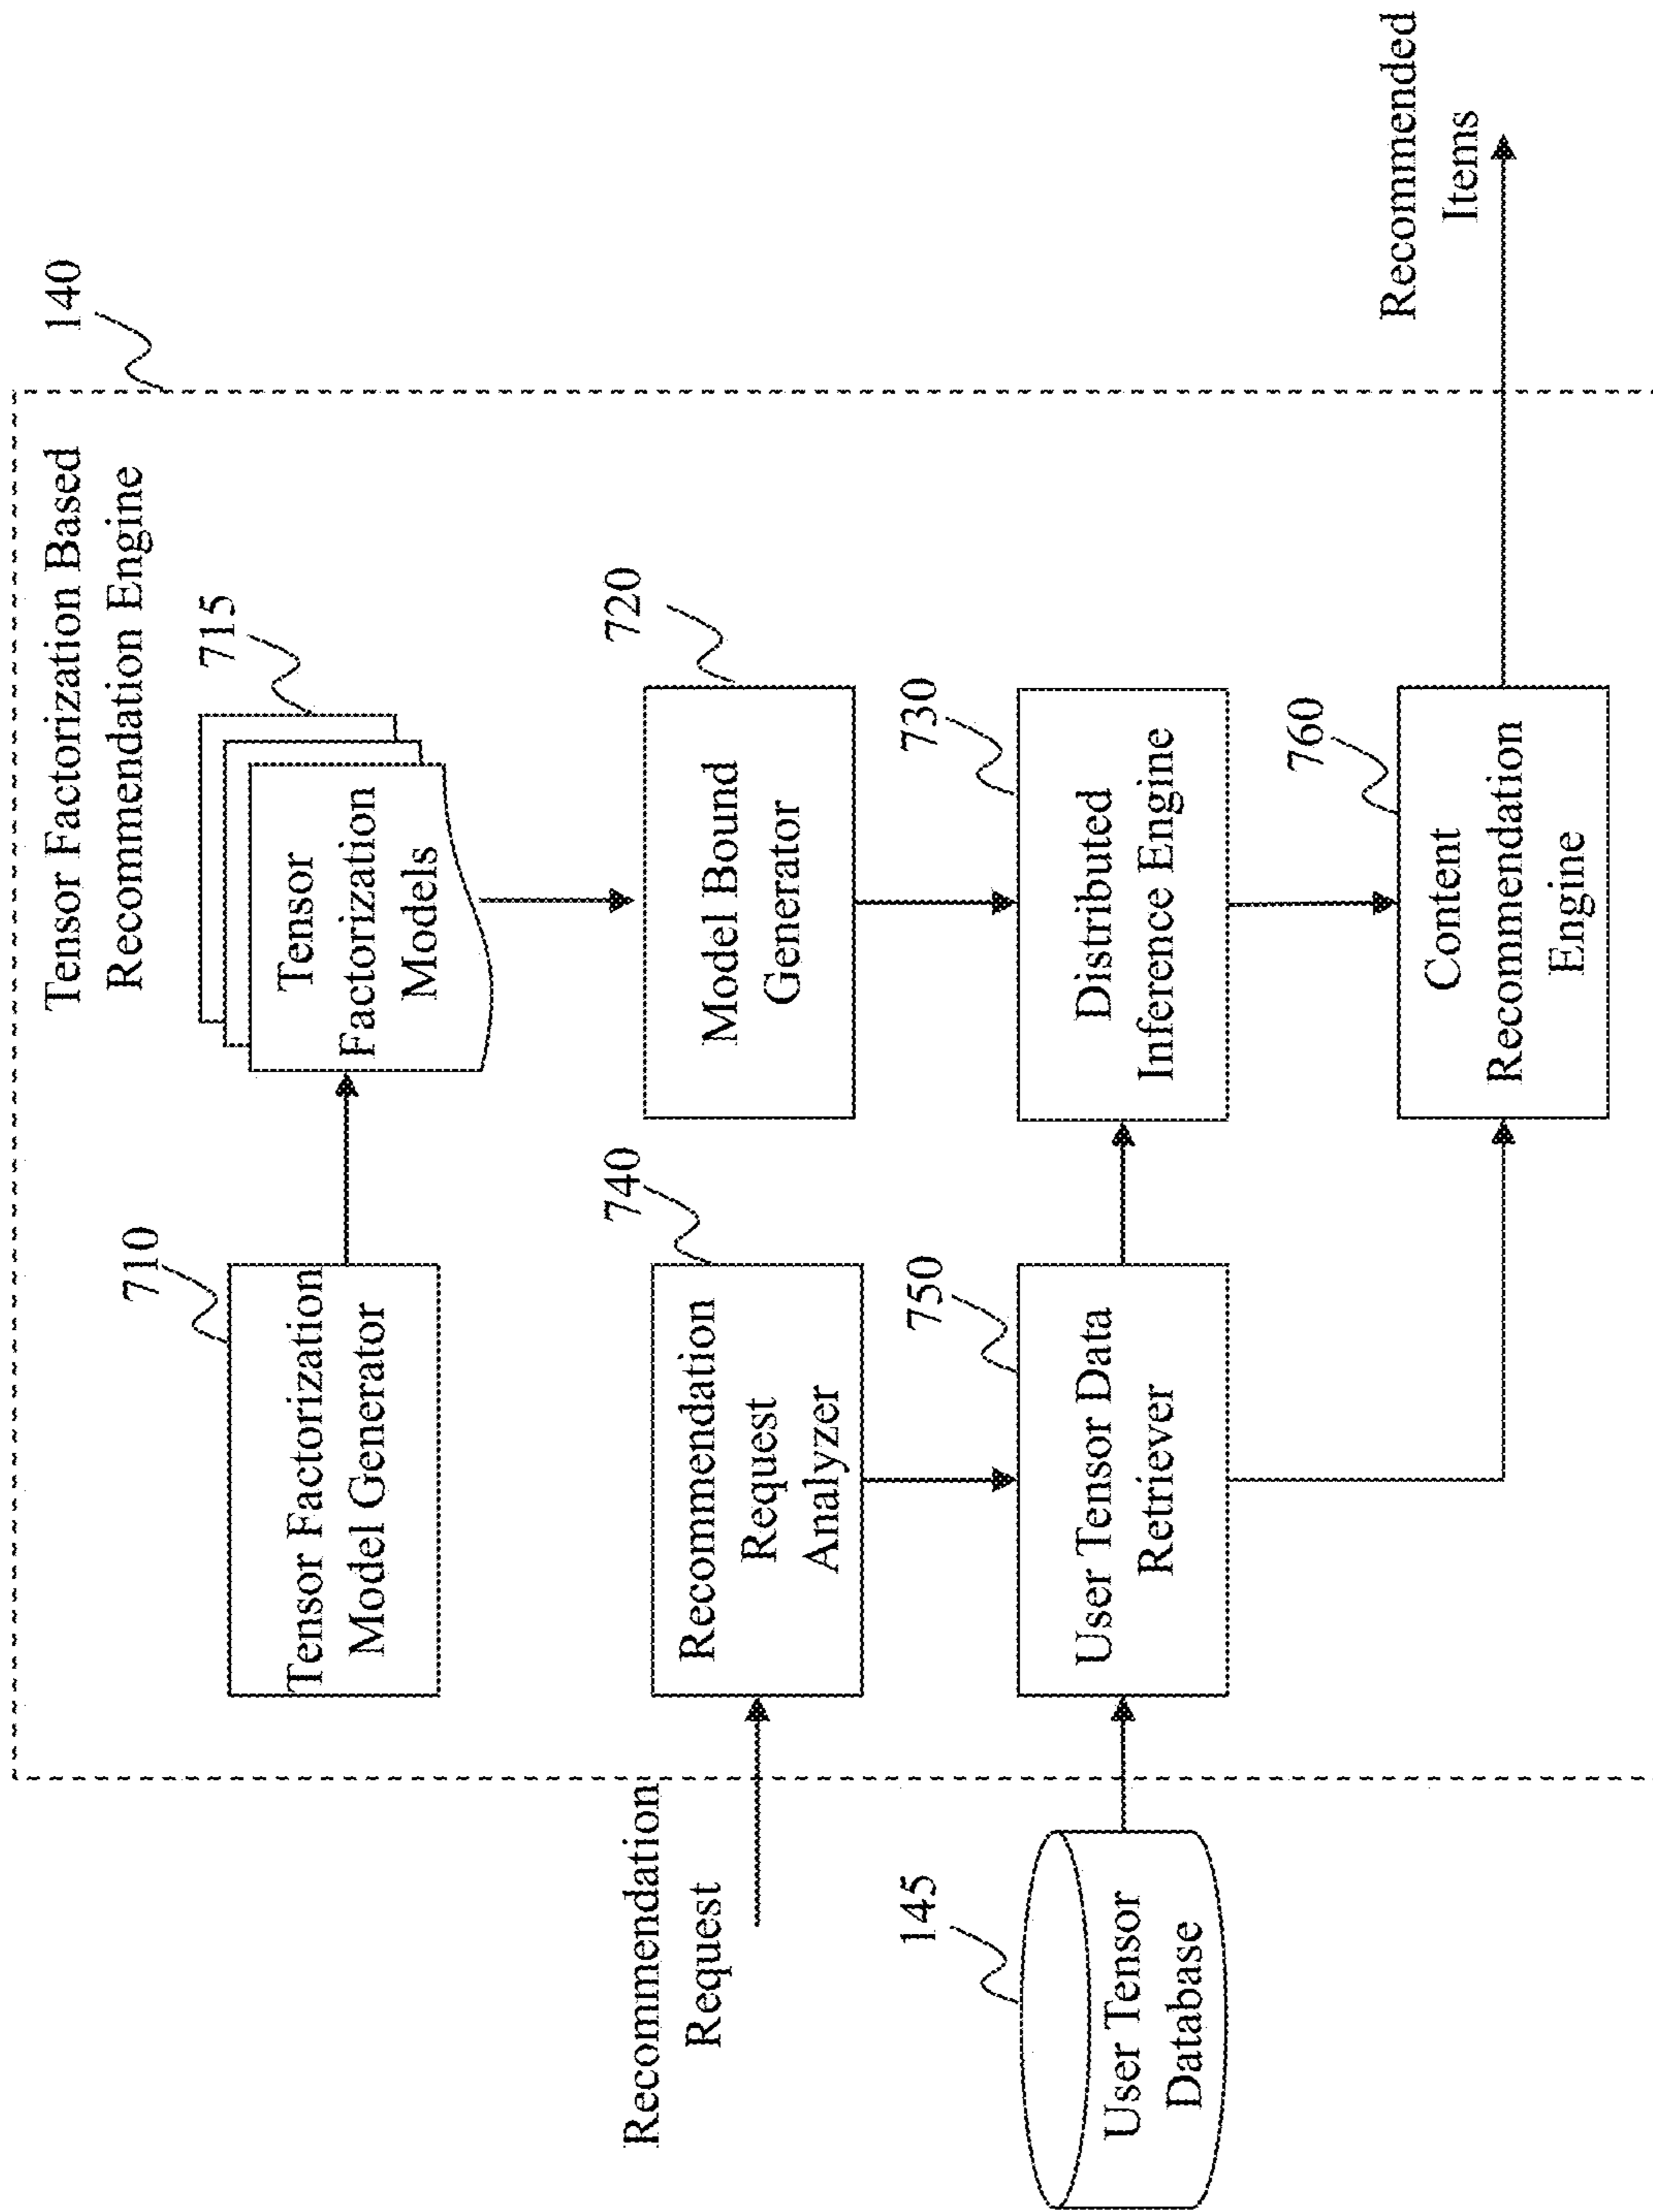 Tensor Factorization Based
Recommendation Engine
140
710
Tensor Factorization
Model Generator
715
Tensor
Factorization
Models
Recommendation
Request
740
Recommendation
Request
Analyzer
720
Model Bound
Generator
145
User Tensor
Database
750
User Tensor Data
Retriever
730
Distributed
Inference Engine
760
Content
Recommendation
Engine
Recommended
Items